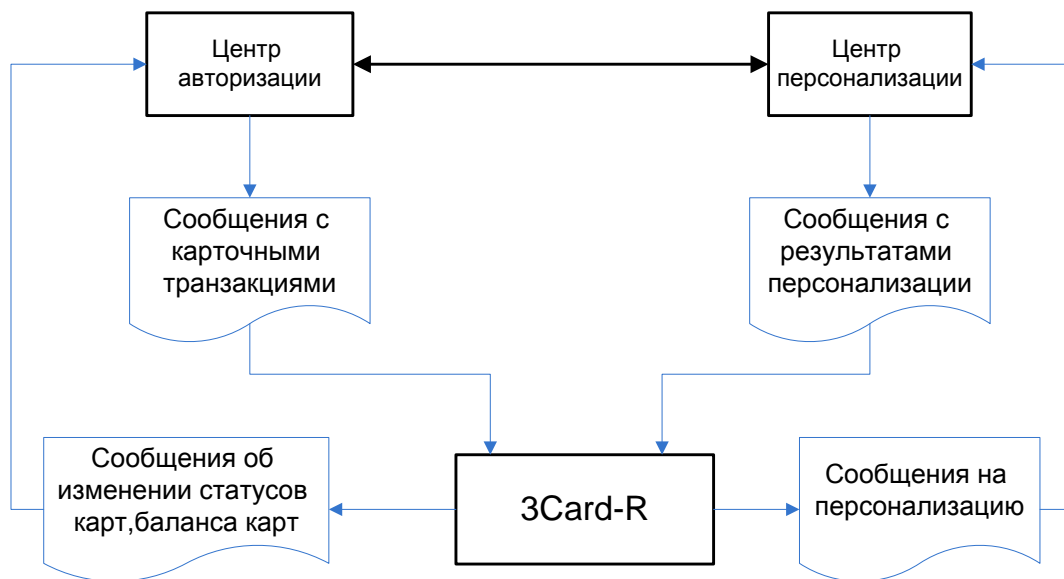 Центр
авторизации
Центр
персонализации
Сообщения с
карточными
транзакциями
Сообщения с
результатами
персонализации
Сообщения об
изменении статусов
карт,баланса карт
3Card-R
Сообщения на
персонализацию